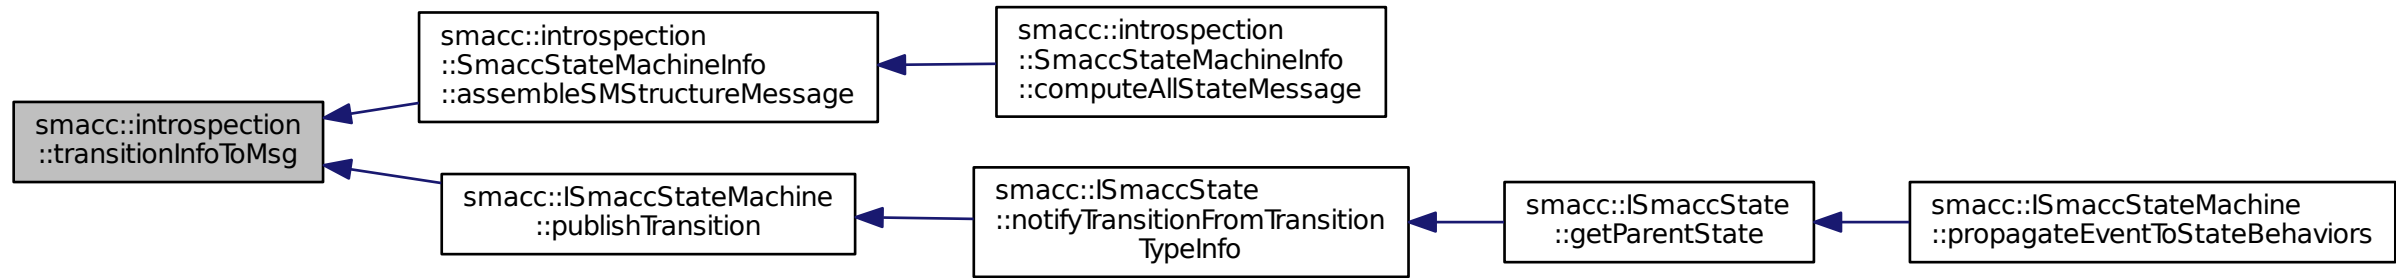 smacc::introspection
::transitionInfoToMsg
smacc::introspection
::SmaccStateMachineInfo
::assembleSMStructureMessage
smacc::introspection
::SmaccStateMachineInfo
::computeAllStateMessage
smacc::ISmaccStateMachine
::publishTransition
smacc::ISmaccState
::notifyTransitionFromTransition
TypeInfo
smacc::ISmaccState
::getParentState
smacc::ISmaccStateMachine
::propagateEventToStateBehaviors